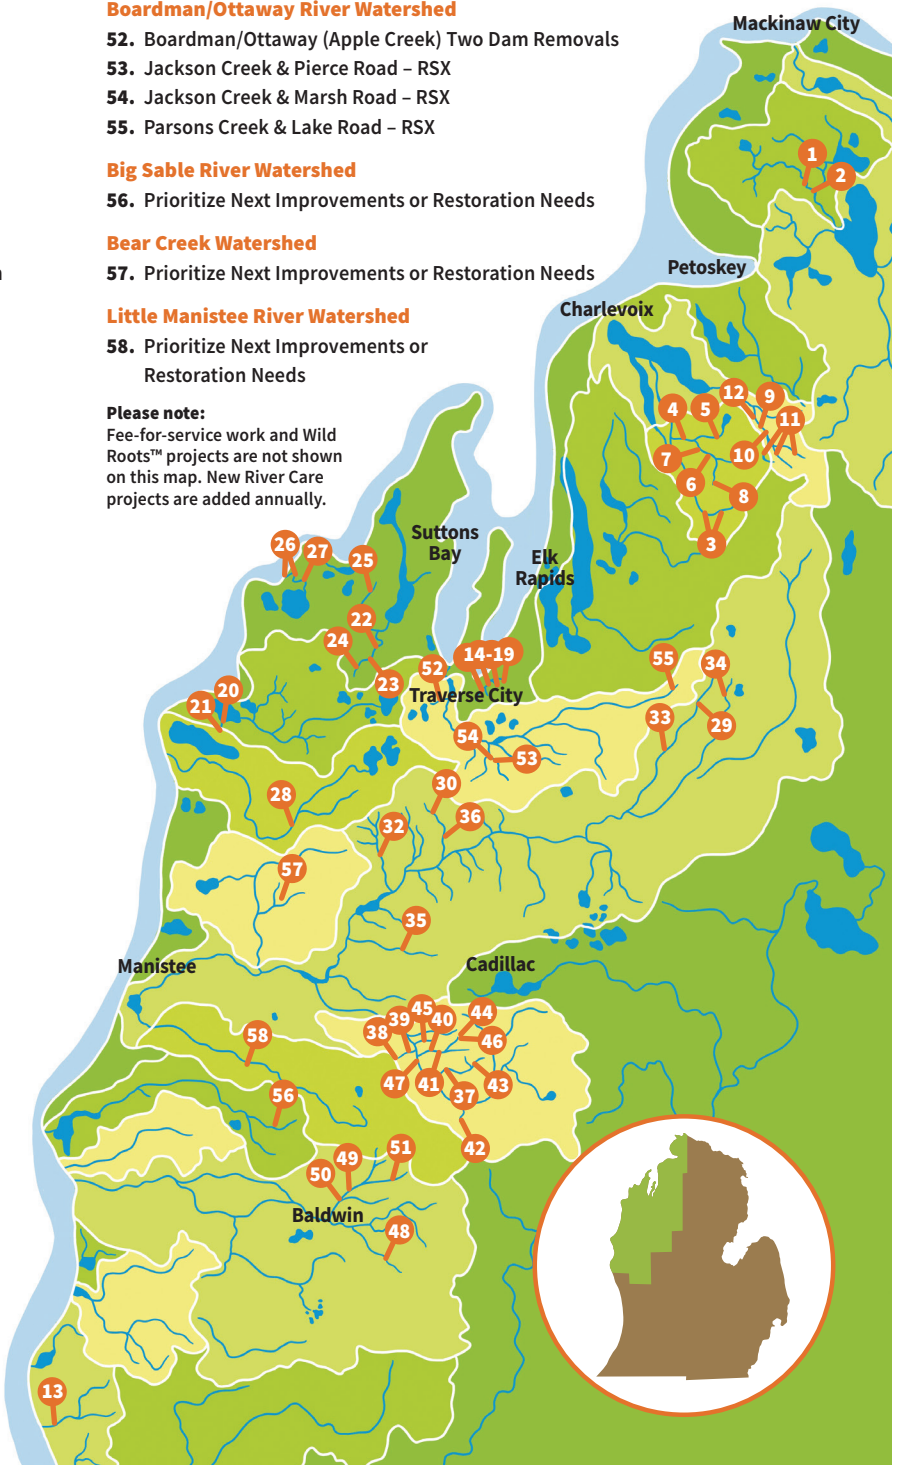 Boardman/Ottaway River Watershed
52. Boardman/Ottaway (Apple Creek) Two Dam Removals
53. Jackson Creek & Pierce Road – RSX
54. Jackson Creek & Marsh Road – RSX
55. Parsons Creek & Lake Road – RSX
Big Sable River Watershed
56. Prioritize Next Improvements or Restoration Needs
Bear Creek Watershed
57. Prioritize Next Improvements or Restoration Needs
Little Manistee River Watershed
58. Prioritize Next Improvements or
Restoration Needs
Please note:
Fee-for-service work and Wild
Roots™ projects are not shown
on this map. New River Care
projects are added annually.
Mackinaw City
1
2
Petoskey
Charlevoix
12
9
4
5
11
7
10
6
8
3
Suttons
Bay
Elk
Rapids
26
27
25
22
24
23
52
14-19
Traverse City
55
34
20
21
33
29
54
53
28
30
32
36
57
35
Manistee
Cadillac
45
44
39
40
38
46
58
47
41
43
37
56
42
51
49
50
Baldwin
48
13